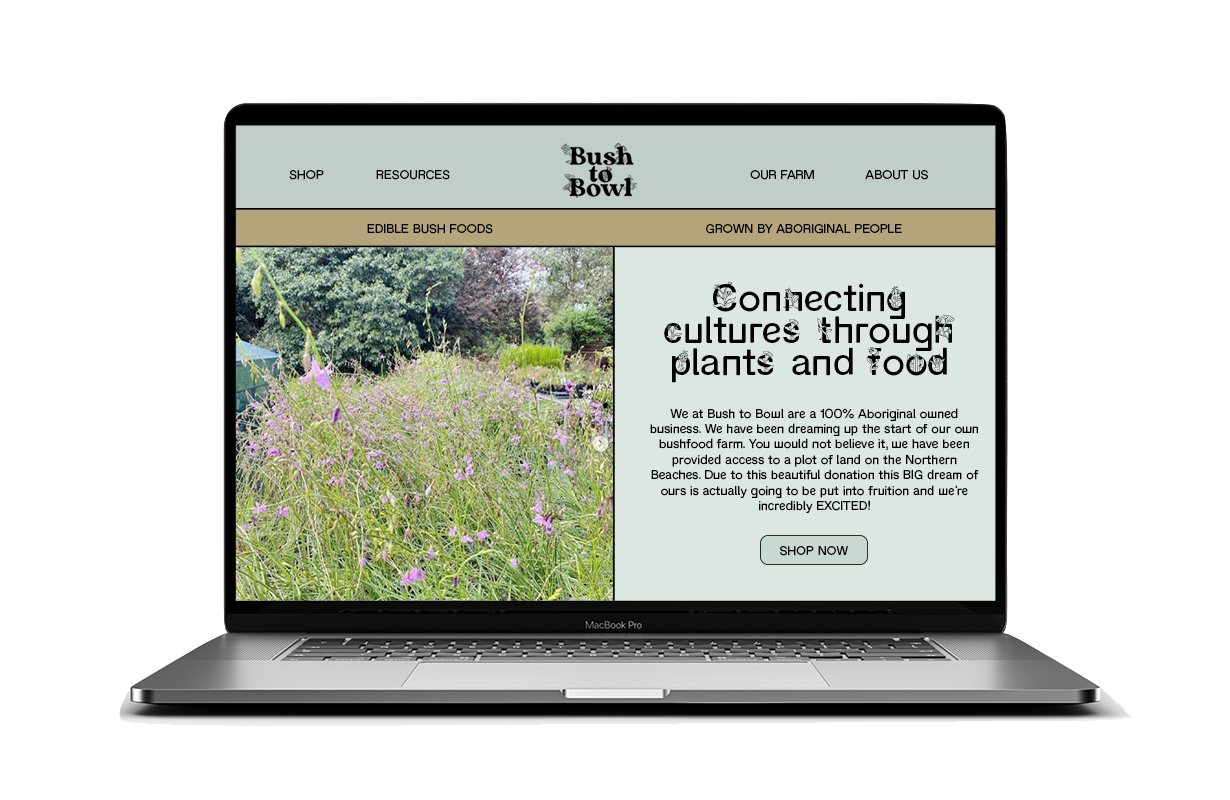 SHOP
RESOURCES
Bush
to
Bowl
OUR FARM
ABOUT US
EDIBLE BUSH FOODS
GROWN BY ABORIGINAL PEOPLE
Connecting
cultures through
plants and food
We at Bush to Bowl are a 100% Aboriginal owned
business. We have been dreaming up the start of our own
bushfood farm. You would not believe it, we have been
provided access to a plot of land on the Northern
Beaches. Due to this beautiful donation this BIG dream of
ours is actually going to be put into fruition and we're
incredibly EXCITED!
SHOP NOW
MacBook Pro